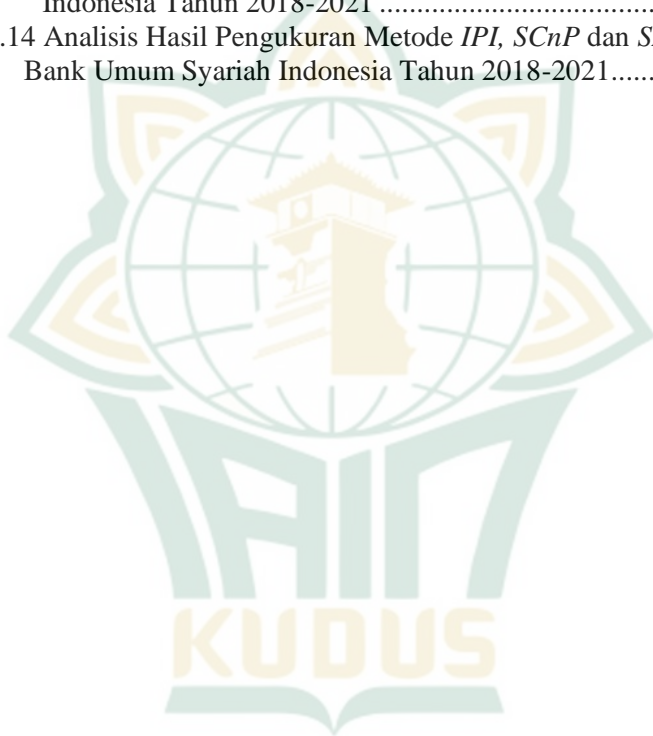 Indonesia Tahun 2018-2021 ....................................
.14 Analisis Hasil Pengukuran Metode IPI, SCnP dan
Bank Umum Syariah Indonesia Tahun 2018-2021......
IAIN
KUDUS